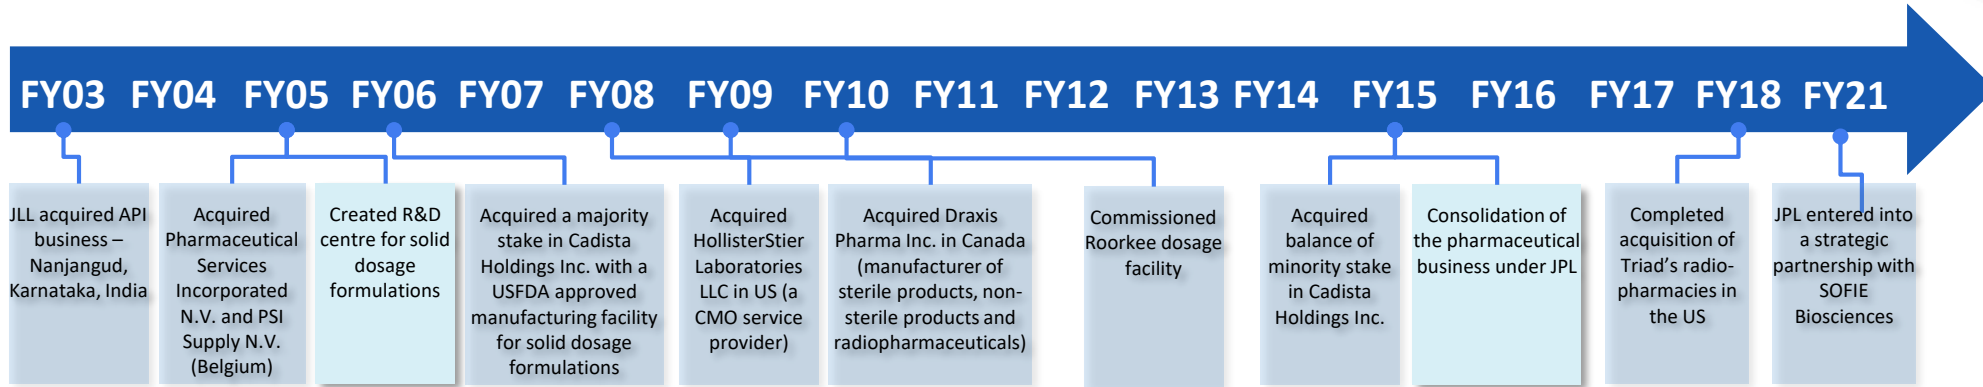 FY03 FY04 FY05 FY06 FY07 FY08 FY09 FY10 FY11 FY12 FY13 FY14 FY15 FY16 FY17 FY18 FY21
JLL acquired API
business –
Nanjangud,
Karnataka, India
Acquired
Pharmaceutical
Services
Incorporated
N.V. and PSI
Supply N.V.
(Belgium)
Created R&D
centre for solid
dosage
formulations
Acquired a majority
stake in Cadista
Holdings Inc. with a
USFDA approved
manufacturing facility
for solid dosage
formulations
Acquired
HollisterStier
Laboratories
LLC in US (a
CMO service
provider)
Acquired Draxis
Pharma Inc. in Canada
(manufacturer of
sterile products, non-
sterile products and
radiopharmaceuticals)
Commissioned
Roorkee dosage
facility
Acquired
balance of
minority stake
in Cadista
Holdings Inc.
Consolidation of
the pharmaceutical
business under JPL
Completed
acquisition of
Triad's radio-
pharmacies in
the US
JPL entered into
a strategic
partnership with
SOFIE
Biosciences